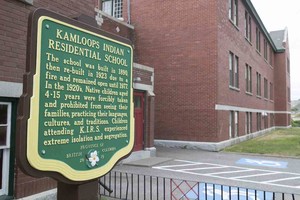 KAMLOOPS INDIAN
RESIDENTIAL SCHOOL
The school was built in 1890,
then re-built in 1923 due to a
fire and remained open until 1977.
In the 1920's Native children aged
4-15 years were forcibly taken
and prohibited from seeing their
families, practicing their languages,
cultures, and traditions. Children
attending K.I.R.S. experienced
extreme isolation and segregation.
BRITISH COLUMBIA